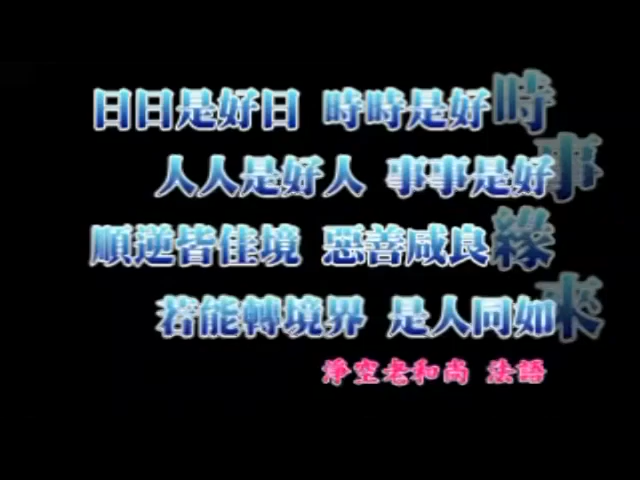 日日是好日 時時是好時
人人是好人 事事是好事
順逆皆佳境 惡善咸良緣
若能轉境界 是人同如來
淨空老和尚 法語